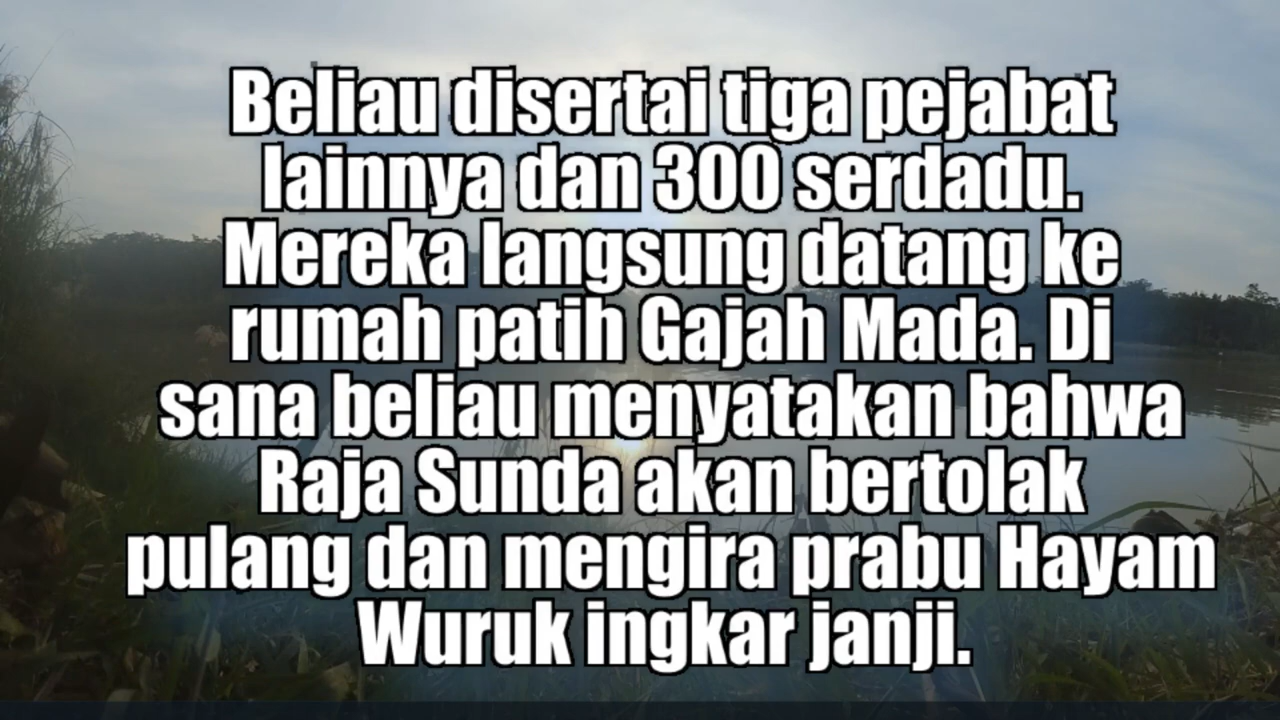 Beliau disertai tiga pejabat
lainnya dan 300 serdadu.
Mereka langsung datang ke
rumah patih Gajah Mada. Di
sana beliau menyatakan bahwa
Raja Sunda akan bertolak
pulang dan mengira prabu Hayam
Wuruk ingkar janji.